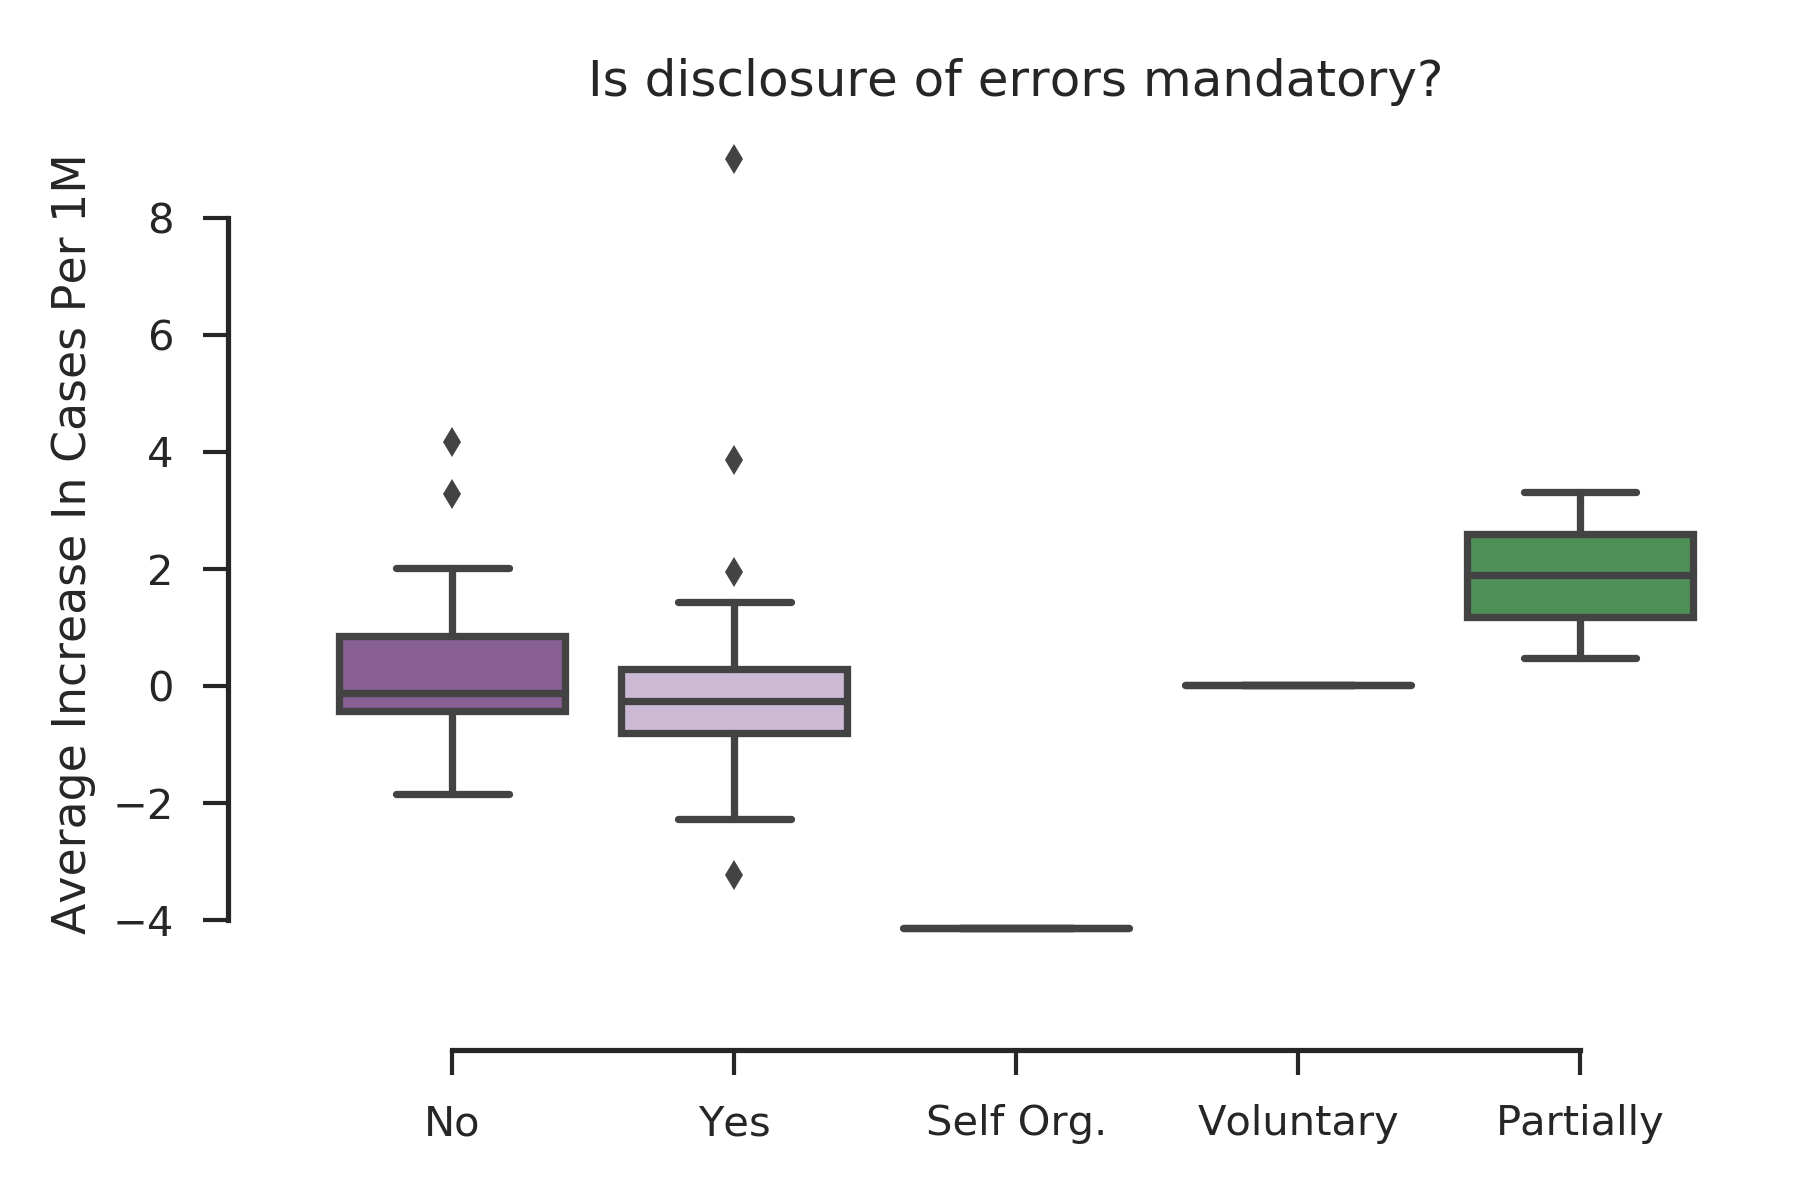 Is disclosure of errors mandatory?
Average Increase In Cases Per 1M
8
6
4
2
0
−2
−4
No
Yes
Self Org.
Voluntary
Partially